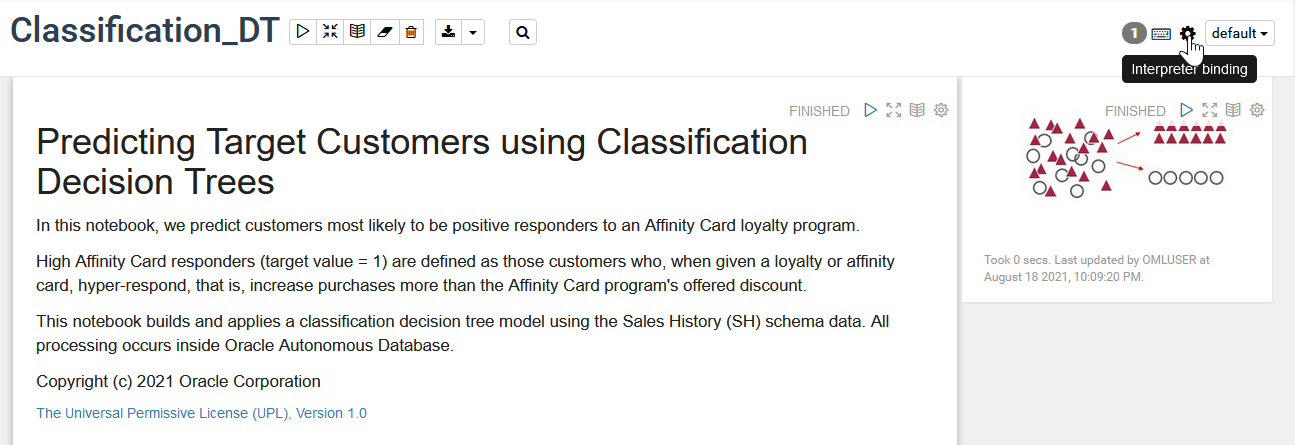 Classification_DT
1
default
Interpreter binding
FINISHED
FINISHED
Predicting Target Customers using Classification
Decision Trees
In this notebook, we predict customers most likely to be positive responders to an Affinity Card loyalty program.
High Affinity Card responders (target value = 1) are defined as those customers who, when given a loyalty or affinity
card, hyper-respond, that is, increase purchases more than the Affinity Card program's offered discount.
This notebook builds and applies a classification decision tree model using the Sales History (SH) schema data. All
processing occurs inside Oracle Autonomous Database.
Copyright (c) 2021 Oracle Corporation
The Universal Permissive License (UPL), Version 1.0
Took 0 secs. Last updated by OMLUSER at
August 18 2021, 10:09:20 PM.